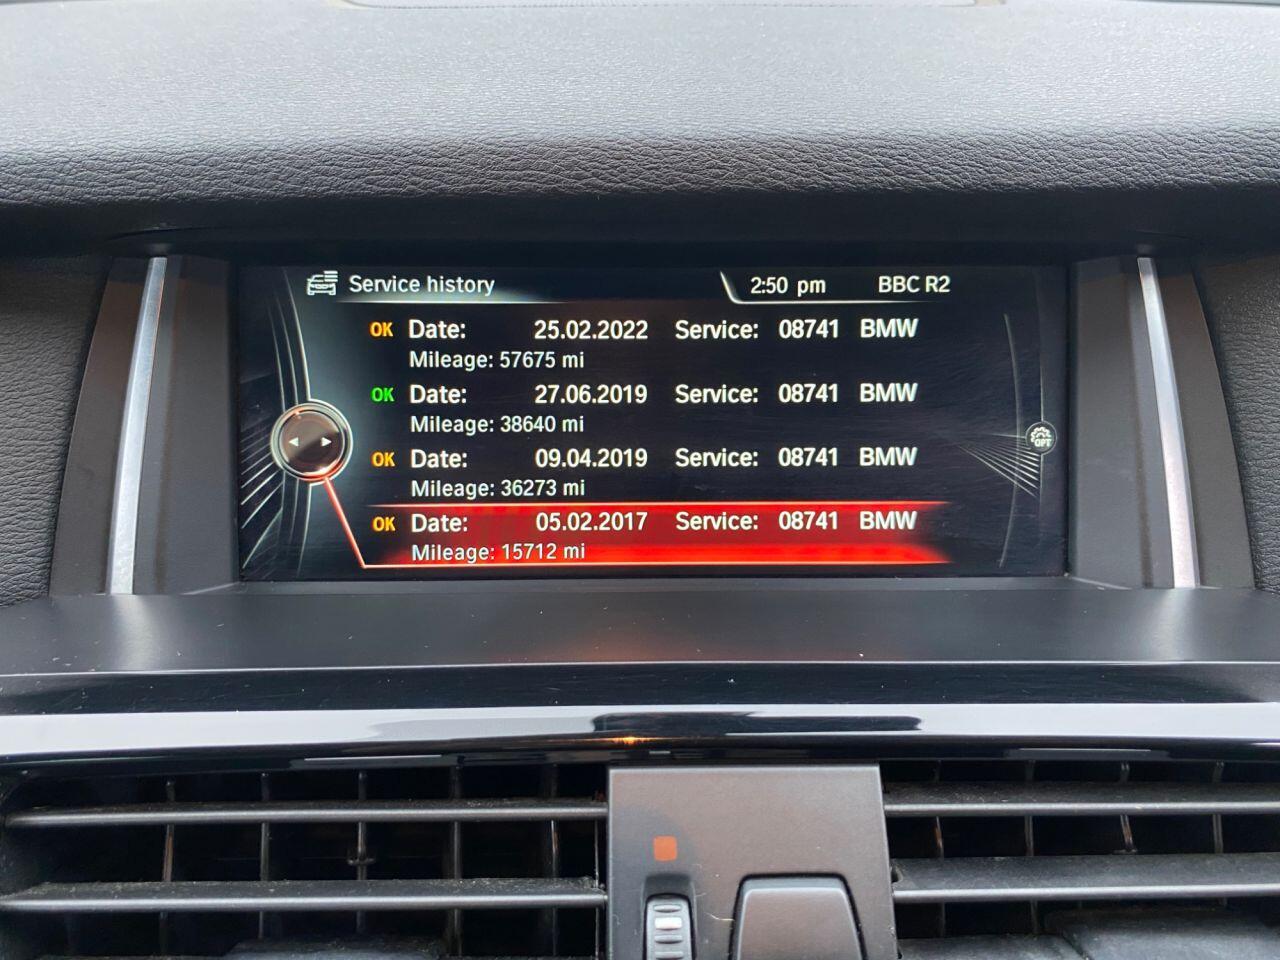 Service history 2:50 pm BBC R2
OK Date: 25.02.2022 Service: 08741 BMW
Mileage: 57675 mi
OK Date: 27.06.2019 Service: 08741 BMW
Mileage: 38640 mi
OK Date: 09.04.2019 Service: 08741 BMW
Mileage: 36273 mi
OPT
OK Date: 05.02.2017 Service: 08741 BMW
Mileage: 15712 mi